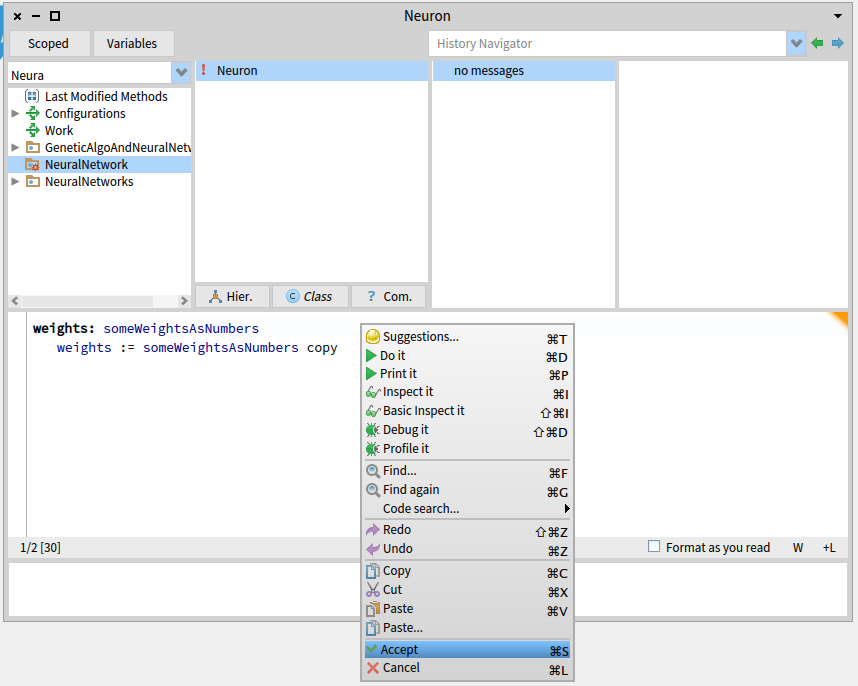 Neuron
Scoped
Variables
History Navigator
Neura
Last Modified Methods
Configurations
Work
GeneticAlgoAndNeuralNetw
NeuralNetwork
NeuralNetworks
! Neuron
no messages
Hier.
C Class
? Com.
weights: someWeightsAsNumbers
weights := someWeightsAsNumbers copy
Suggestions... ⌘T
Do it ⌘D
Print it ⌘P
Inspect it ⌘I
Basic Inspect it ⇧⌘I
Debug it ⇧⌘D
Profile it
Find... ⌘F
Find again ⌘G
Code search...
Redo ⇧⌘Z
Undo ⌘Z
Copy ⌘C
Cut ⌘X
Paste ⌘V
Paste...
Accept ⌘S
Cancel ⌘L
1/2 [30]
Format as you read W +L